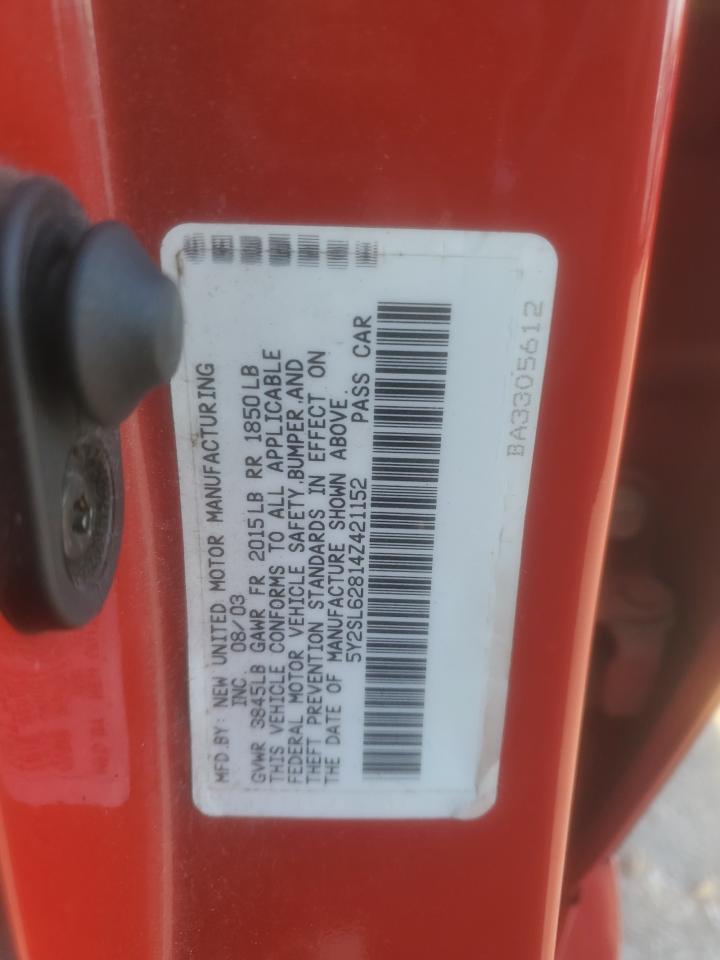 MFD.BY: NEW UNITED MOTOR MANUFACTURING
INC 08/03
GVWR 3845LB GAWR FR 2015LB RR 1850LB
THIS VEHICLE CONFORMS TO ALL APPLICABLE
FEDERAL MOTOR VEHICLE SAFETY,BUMPER,AND
THEFT PREVENTION STANDARDS IN EFFECT ON
THE DATE OF MANUFACTURE SHOWN ABOVE.
5Y2SL62814Z421152 PASS CAR
BA3305612